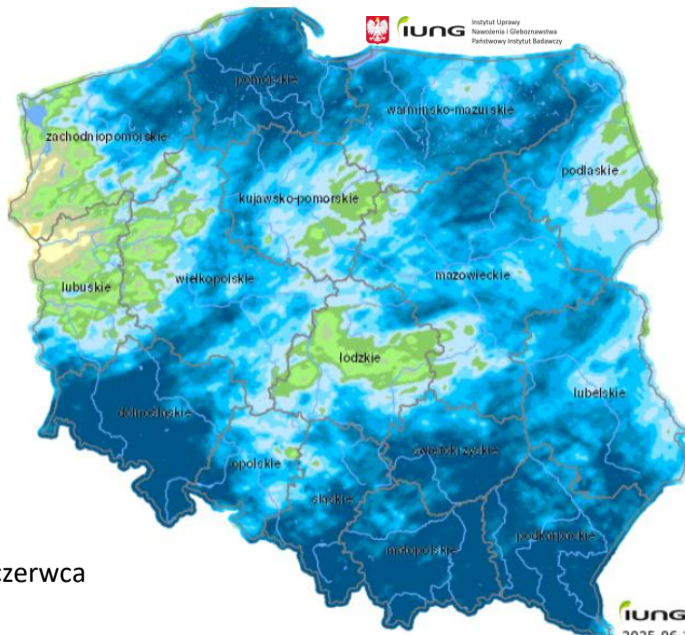 IUNG
Instytut Uprawy
Nawożenia i Gleboznawstwa
Państwowy Instytut Badawczy
pomorskie
warmińsko-mazurskie
zachodniopomorskie
podlaskie
kujawsko-pomorskie
mazowieckie
wielkopolskie
lubuskie
łódzkie
lubelskie
dolnośląskie
świętokrzyskie
opolskie
śląskie
podkarpackie
małopolskie
czerwca
IUNG